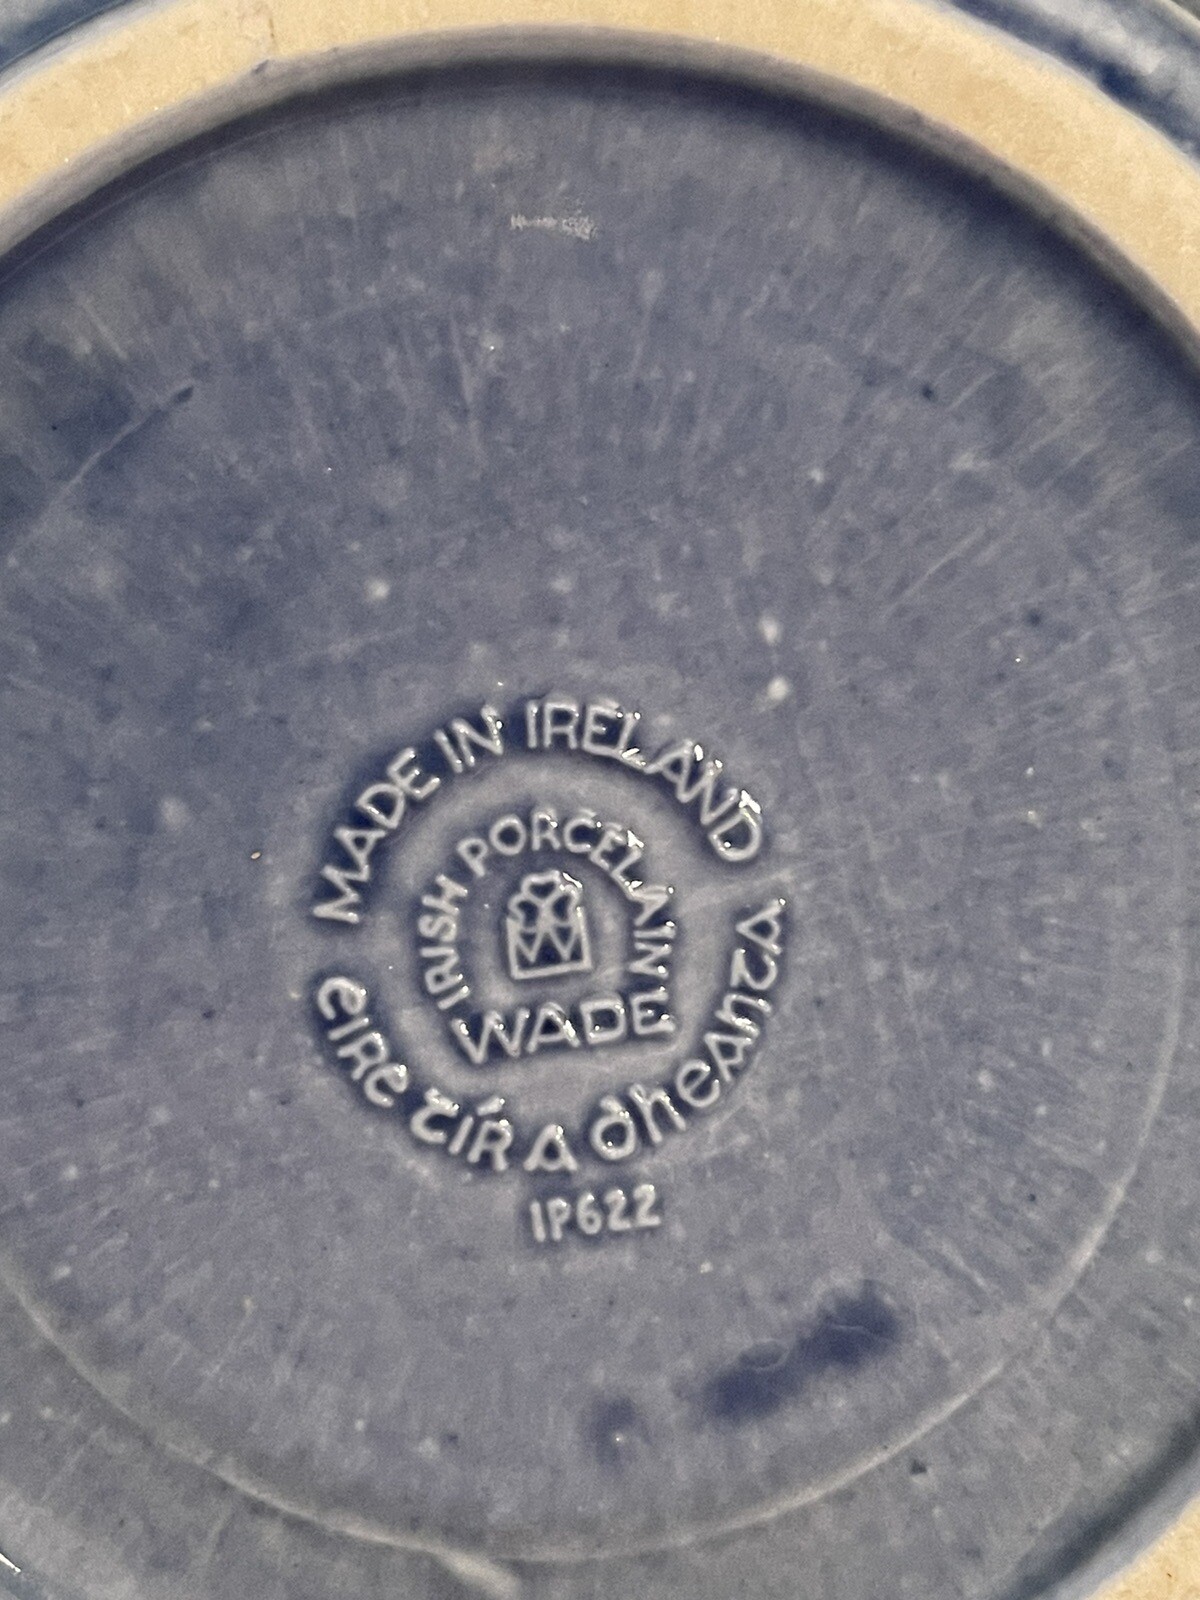 MADE IN IRELAND
IRISH PORCELAIN
WADE
eIRe TÍR A dheanta
IP622